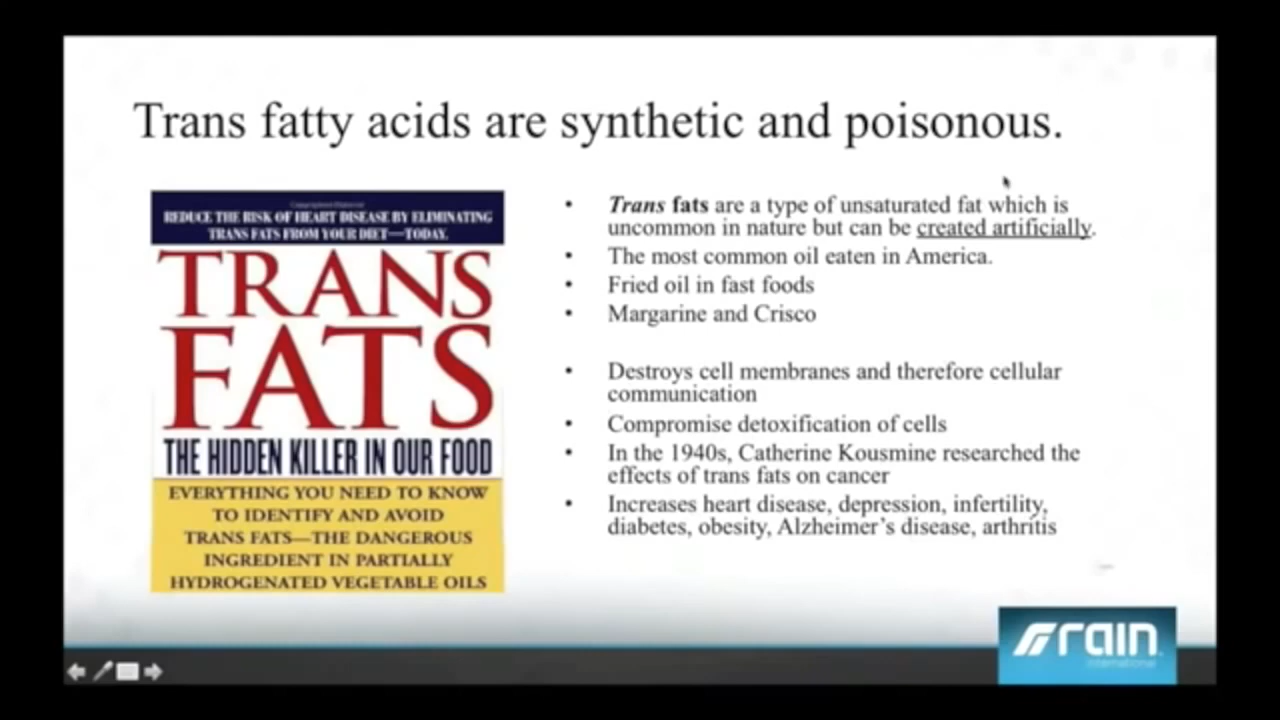 Trans fatty acids are synthetic and poisonous.
REDUCE THE RISK OF HEART DISEASE BY ELIMINATING
TRANS FATS FROM YOUR DIET—TODAY.
TRANS
FATS
THE HIDDEN KILLER IN OUR FOOD
EVERYTHING YOU NEED TO KNOW
TO IDENTIFY AND AVOID
TRANS FATS—THE DANGEROUS
INGREDIENT IN PARTIALLY
HYDROGENATED VEGETABLE OILS
• Trans fats are a type of unsaturated fat which is
uncommon in nature but can be created artificially.
• The most common oil eaten in America.
• Fried oil in fast foods
• Margarine and Crisco
• Destroys cell membranes and therefore cellular
communication
• Compromise detoxification of cells
• In the 1940s, Catherine Kousmine researched the
effects of trans fats on cancer
• Increases heart disease, depression, infertility,
diabetes, obesity, Alzheimer's disease, arthritis
rain
international